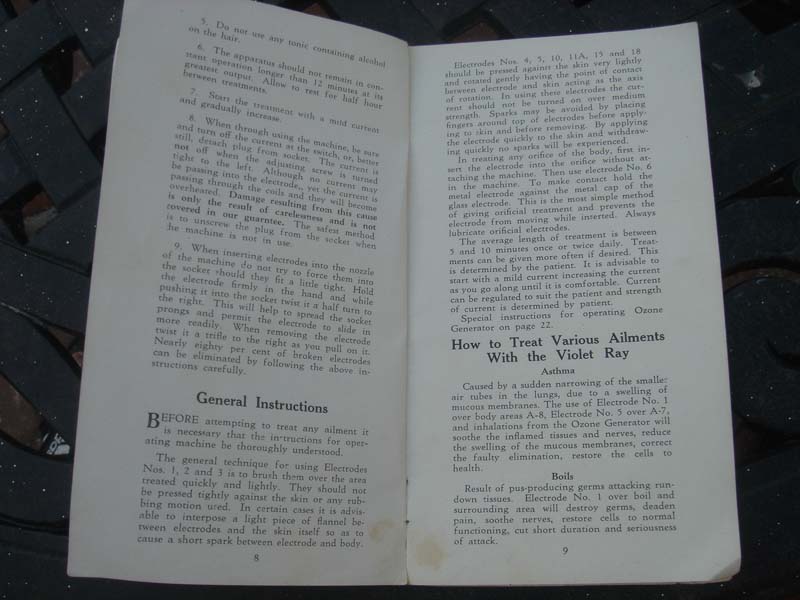 5. Do not use any tonic containing alcohol
on the hair.
6. The apparatus should not remain in con-
stant operation longer than 12 minutes at its
greatest output. Allow to rest for half hour
between treatments.
7. Start the treatment with a mild current
and gradually increase.
8. When through using the machine, be sure
and turn off the current at the switch, or, better
still, detach plug from socket. The current is
not off when the adjusting screw is turned
tight to the left. Although no current may
be passing into the electrode, yet the current is
passing through the coils and they will become
overheated. Damage resulting from this cause
is only the result of carelessness and is not
covered in our guarntee. The safest method
is to unscrew the plug from the socket when
the machine is not in use.
9. When inserting electrodes into the nozzle
of the machine do not try to force them into
the socket should they fit a little tight. Hold
the electrode firmly in the hand and while
pushing it into the socket twist it a half turn to
the right. This will help to spread the socket
prongs and permit the electrode to slide in
more readily. When removing the electrode
twist it a trifle to the right as you pull on it.
Nearly eighty per cent of broken electrodes
can be eliminated by following the above in-
structions carefully.
General Instructions
BEFORE attempting to treat any ailment it
is necessary that the instructions for oper-
ating machine be thoroughly understood.
The general technique for using Electrodes
Nos. 1, 2 and 3 is to brush them over the area
treated quickly and lightly. They should not
be pressed tightly against the skin or any rub-
bing motion used. In certain cases it is advis-
able to interpose a light piece of flannel be-
tween electrodes and the skin itself so as to
cause a short spark between electrode and body.
8
Electrodes Nos. 4, 5, 10, 11A, 15 and 18
should be pressed against the skin very lightly
and rotated gently having the point of contact
between electrode and skin acting as the axis
of rotation. In using these electrodes the cur-
rent should not be turned on over medium
strength. Sparks may be avoided by placing
fingers around top of electrodes before apply-
ing to skin and before removing. By applying
the electrode quickly to the skin and withdraw-
ing quickly no sparks will be experienced.
In treating any orifice of the body, first in-
sert the electrode into the orifice without at-
taching the machine. Then use electrode No. 6
in the machine. To make contact hold the
metal electrode against the metal cap of the
glass electrode. This is the most simple method
of giving orificial treatment and prevents the
electrode from moving while inserted. Always
lubricate orificial electrodes.
The average length of treatment is between
5 and 10 minutes once or twice daily. Treat-
ments can be given more often if desired. This
is determined by the patient. It is advisable to
start with a mild current increasing the current
as you go along until it is comfortable. Current
can be regulated to suit the patient and strength
of current is determined by patient.
Special instructions for operating Ozone
Generator on page 22.
How to Treat Various Ailments
With the Violet Ray
Asthma
Caused by a sudden narrowing of the smaller
air tubes in the lungs, due to a swelling of
mucous membranes. The use of Electrode No. 1
over body areas A-8, Electrode No. 5 over A-7,
and inhalations from the Ozone Generator will
soothe the inflamed tissues and nerves, reduce
the swelling of the mucous membranes, correct
the faulty elimination, restore the cells to
health.
Boils
Result of pus-producing germs attacking run-
down tissues. Electrode No. 1 over boil and
surrounding area will destroy germs, deaden
pain, soothe nerves, restore cells to normal
functioning, cut short duration and seriousness
of attack.
9